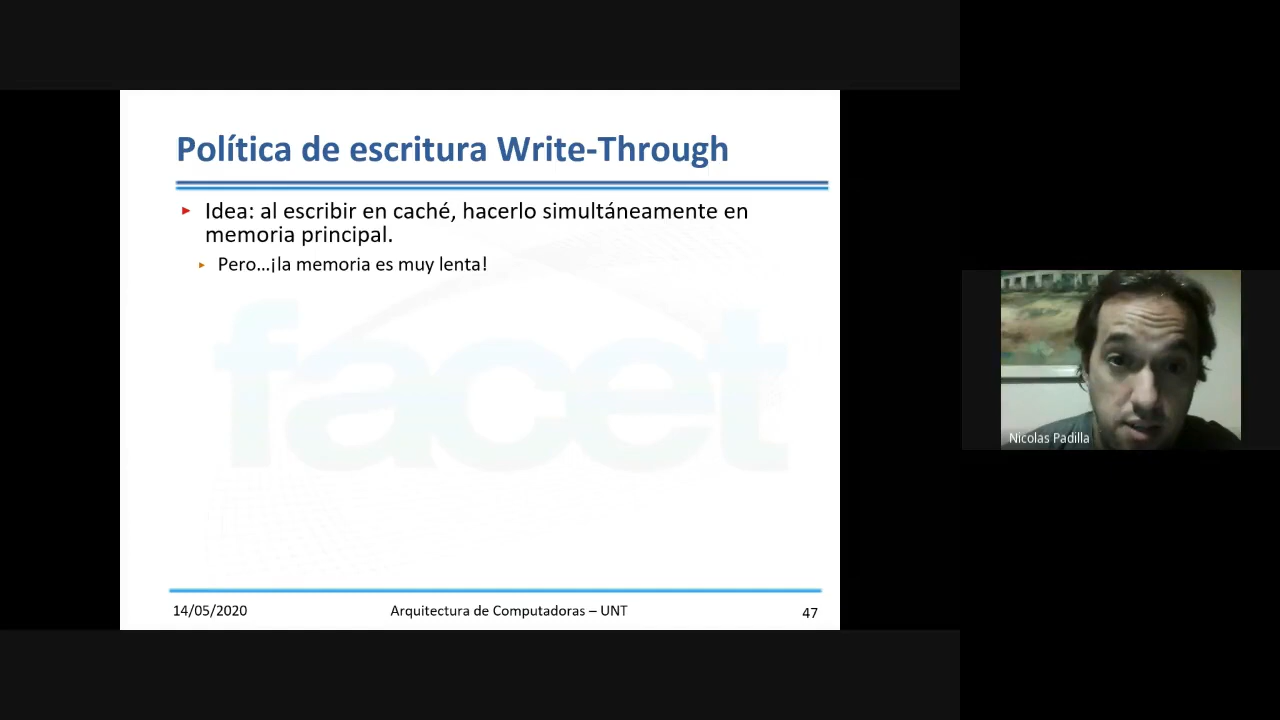 Política de escritura Write-Through
Idea: al escribir en caché, hacerlo simultáneamente en
memoria principal.
Pero...¡la memoria es muy lenta!
facet
14/05/2020
Arquitectura de Computadoras – UNT
47
Nicolas Padilla